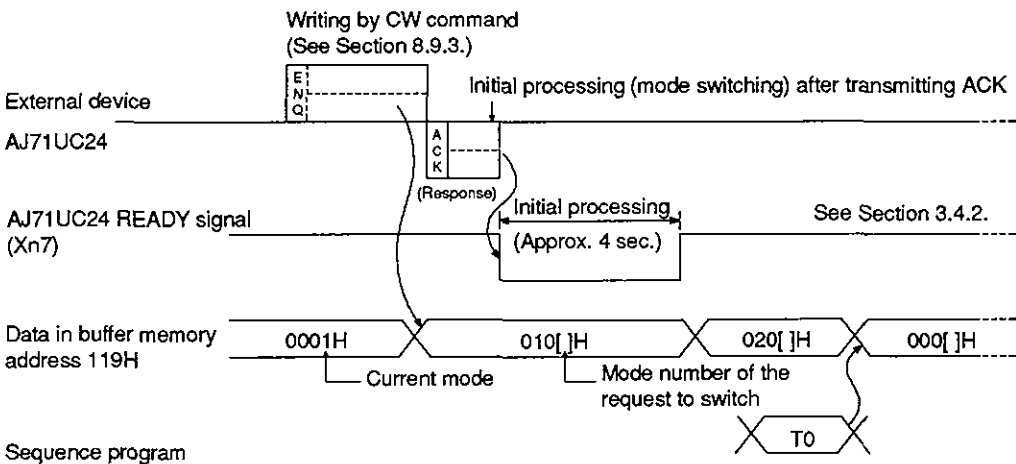 Writing by CW command
(See Section 8.9.3.)
ENQ
Initial processing (mode switching) after transmitting ACK
External device
AJ71UC24
ACK
(Response)
AJ71UC24 READY signal
(Xn7)
Initial processing
(Approx. 4 sec.)
See Section 3.4.2.
Data in buffer memory
address 119H
0001H
010[ ]H
020[ ]H
000[ ]H
Current mode
Mode number of the
request to switch
T0
Sequence program